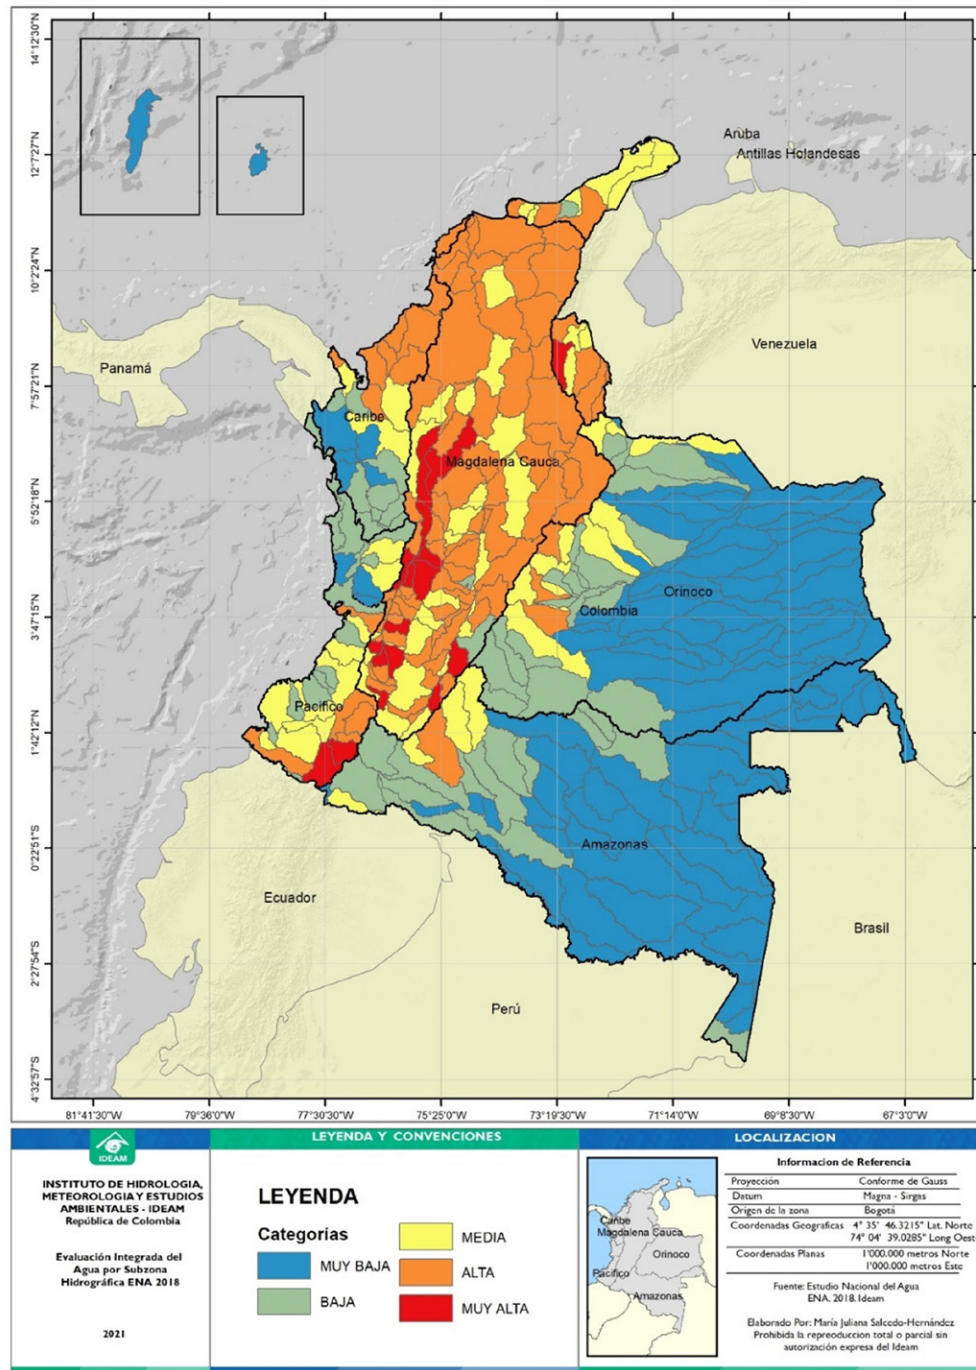 14°12'30"N
12°7'27"N
10°2'24"N
7°57'21"N
5°52'18"N
3°47'15"N
1°42'12"N
0°22'51"S
2°27'54"S
4°32'57"S
Aruba
Antillas Holandesas
Panamá
Venezuela
Caribe
Magdalena Cauca
Orinoco
Colombia
Pacifico
Amazonas
Ecuador
Brasil
Perú
81°41'30"W
79°36'0"W
77°30'30"W
75°25'0"W
73°19'30"W
71°14'0"W
69°8'30"W
67°3'0"W
IDEAM
INSTITUTO DE HIDROLOGIA,
METEOROLOGIA Y ESTUDIOS
AMBIENTALES - IDEAM
República de Colombia
Evaluación Integrada del
Agua por Subzona
Hidrográfica ENA 2018
2021
LEYENDA Y CONVENCIONES
LEYENDA
Categorías
MUY BAJA
BAJA
MEDIA
ALTA
MUY ALTA
LOCALIZACION
Caribe
Magdalena Cauca
Orinoco
Pacifico
Amazonas
Informacion de Referencia
Proyección Conforme de Gauss
Datum Magna - Sirgas
Origen de la zona Bogotá
Coordenadas Geograficas 4° 35' 46.3215" Lat. Norte
74° 04' 39.0285" Long Oeste
Coordenadas Planas 1'000.000 metros Norte
1'000.000 metros Este
Fuente: Estudio Nacional del Agua
ENA. 2018. Ideam
Elaborado Por: María Juliana Salcedo-Hernández
Prohibida la repreoduccion total o parcial sin
autorización expresa del Ideam